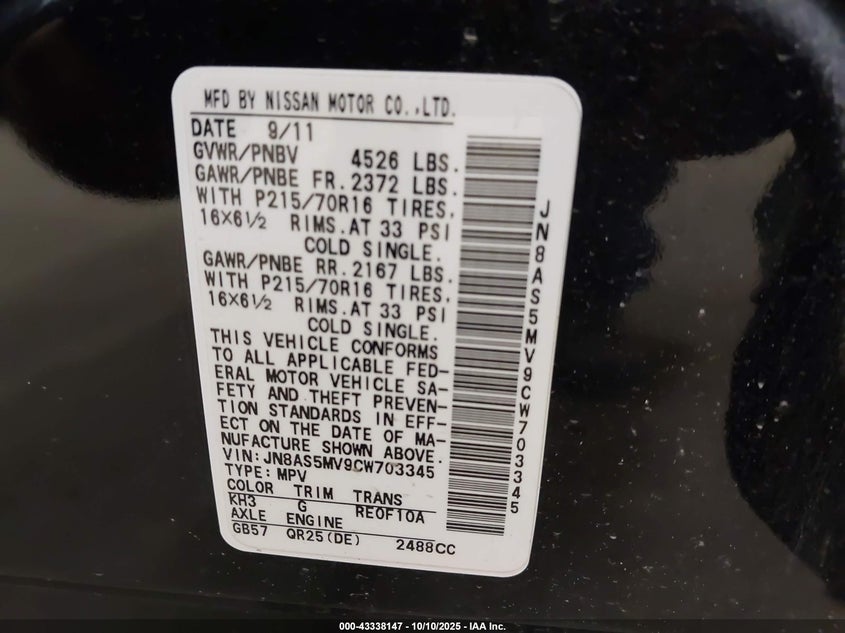 MFD BY NISSAN MOTOR CO.,LTD.
DATE 9/11
GVWR/PNBV 4526 LBS.
GAWR/PNBE FR.2372 LBS.
WITH P215/70R16 TIRES,
16X6½ RIMS.AT 33 PSI
COLD SINGLE.
GAWR/PNBE RR.2167 LBS.
WITH P215/70R16 TIRES,
16X6½ RIMS.AT 33 PSI
COLD SINGLE.
THIS VEHICLE CONFORMS
TO ALL APPLICABLE FED-
ERAL MOTOR VEHICLE SA-
FETY AND THEFT PREVEN-
TION STANDARDS IN EFF-
ECT ON THE DATE OF MA-
NUFACTURE SHOWN ABOVE.
VIN:JN8AS5MV9CW703345
TYPE:MPV
COLOR TRIM TRANS
KH3 G RE0F10A
AXLE ENGINE
GB57 QR25(DE) 2488CC
JN8AS5MV9CW703345
000-43338147 - 10/10/2025 - IAA Inc.